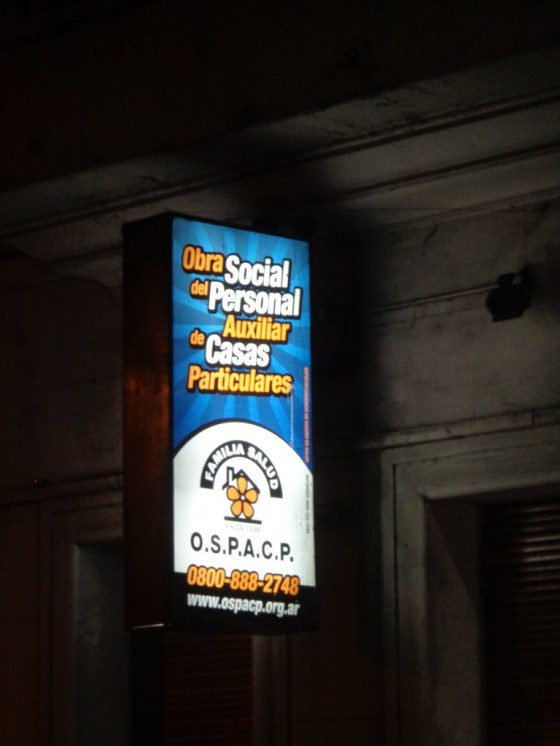 Obra Social
del Personal
Auxiliar
de Casas
Particulares
FAMILIA SALUD
O.S.P.A.C.P.
0800-888-2748
www.ospacp.org.ar